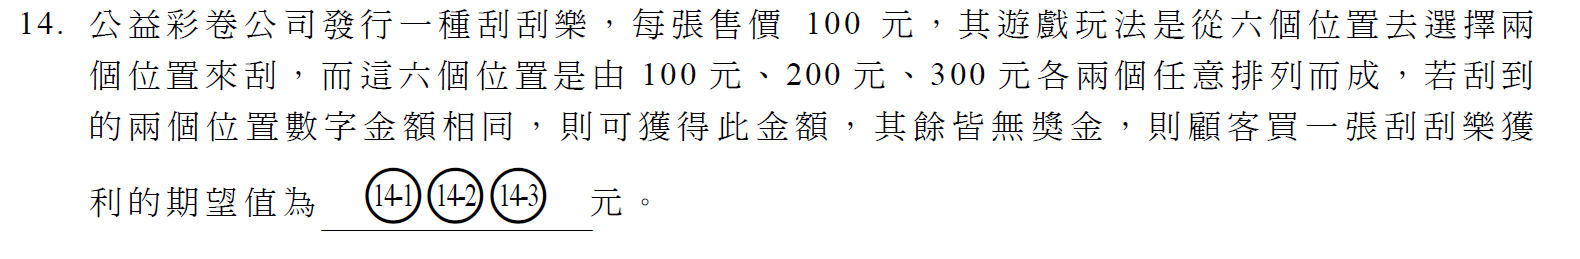 14. 公益彩卷公司發行一種刮刮樂，每張售價 100 元，其遊戲玩法是從六個位置去選擇兩
個位置來刮，而這六個位置是由 100 元、200 元、300 元各兩個任意排列而成，若刮到
的兩個位置數字金額相同，則可獲得此金額，其餘皆無獎金，則顧客買一張刮刮樂獲
利的期望值為 14-1 14-2 14-3 元。